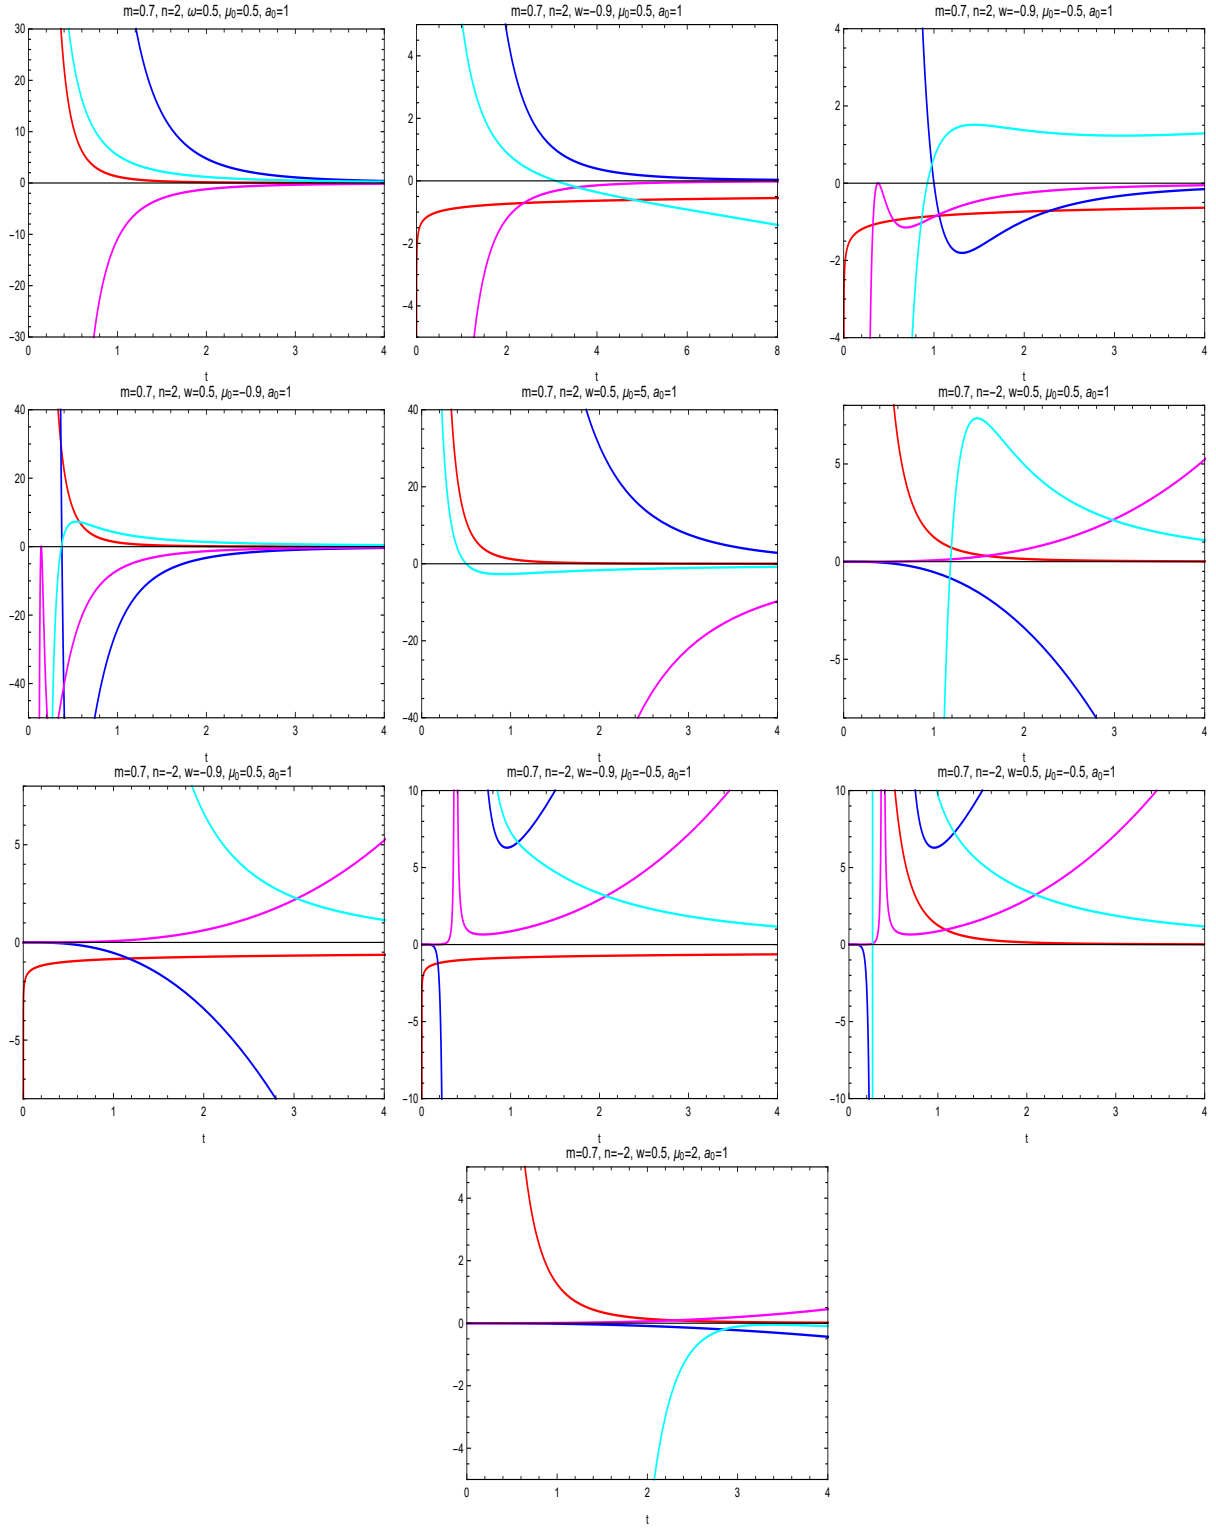 m=0.7, n=2, ω=0.5, μ₀=0.5, a₀=1
30
20
10
0
−10
−20
−30
0 1 2 3 4
t
m=0.7, n=2, w=−0.9, μ₀=0.5, a₀=1
4
2
0
−2
−4
0 2 4 6 8
t
m=0.7, n=2, w=−0.9, μ₀=−0.5, a₀=1
4
2
0
−2
−4
0 1 2 3 4
t
m=0.7, n=2, w=0.5, μ₀=−0.9, a₀=1
40
20
0
−20
−40
0 1 2 3 4
t
m=0.7, n=2, w=0.5, μ₀=5, a₀=1
40
20
0
−20
−40
0 1 2 3 4
t
m=0.7, n=−2, w=0.5, μ₀=0.5, a₀=1
5
0
−5
0 1 2 3 4
t
m=0.7, n=−2, w=−0.9, μ₀=0.5, a₀=1
5
0
−5
0 1 2 3 4
t
m=0.7, n=−2, w=−0.9, μ₀=−0.5, a₀=1
10
5
0
−5
−10
0 1 2 3 4
t
m=0.7, n=−2, w=0.5, μ₀=−0.5, a₀=1
10
5
0
−5
−10
0 1 2 3 4
t
m=0.7, n=−2, w=0.5, μ₀=2, a₀=1
4
2
0
−2
−4
0 1 2 3 4
t